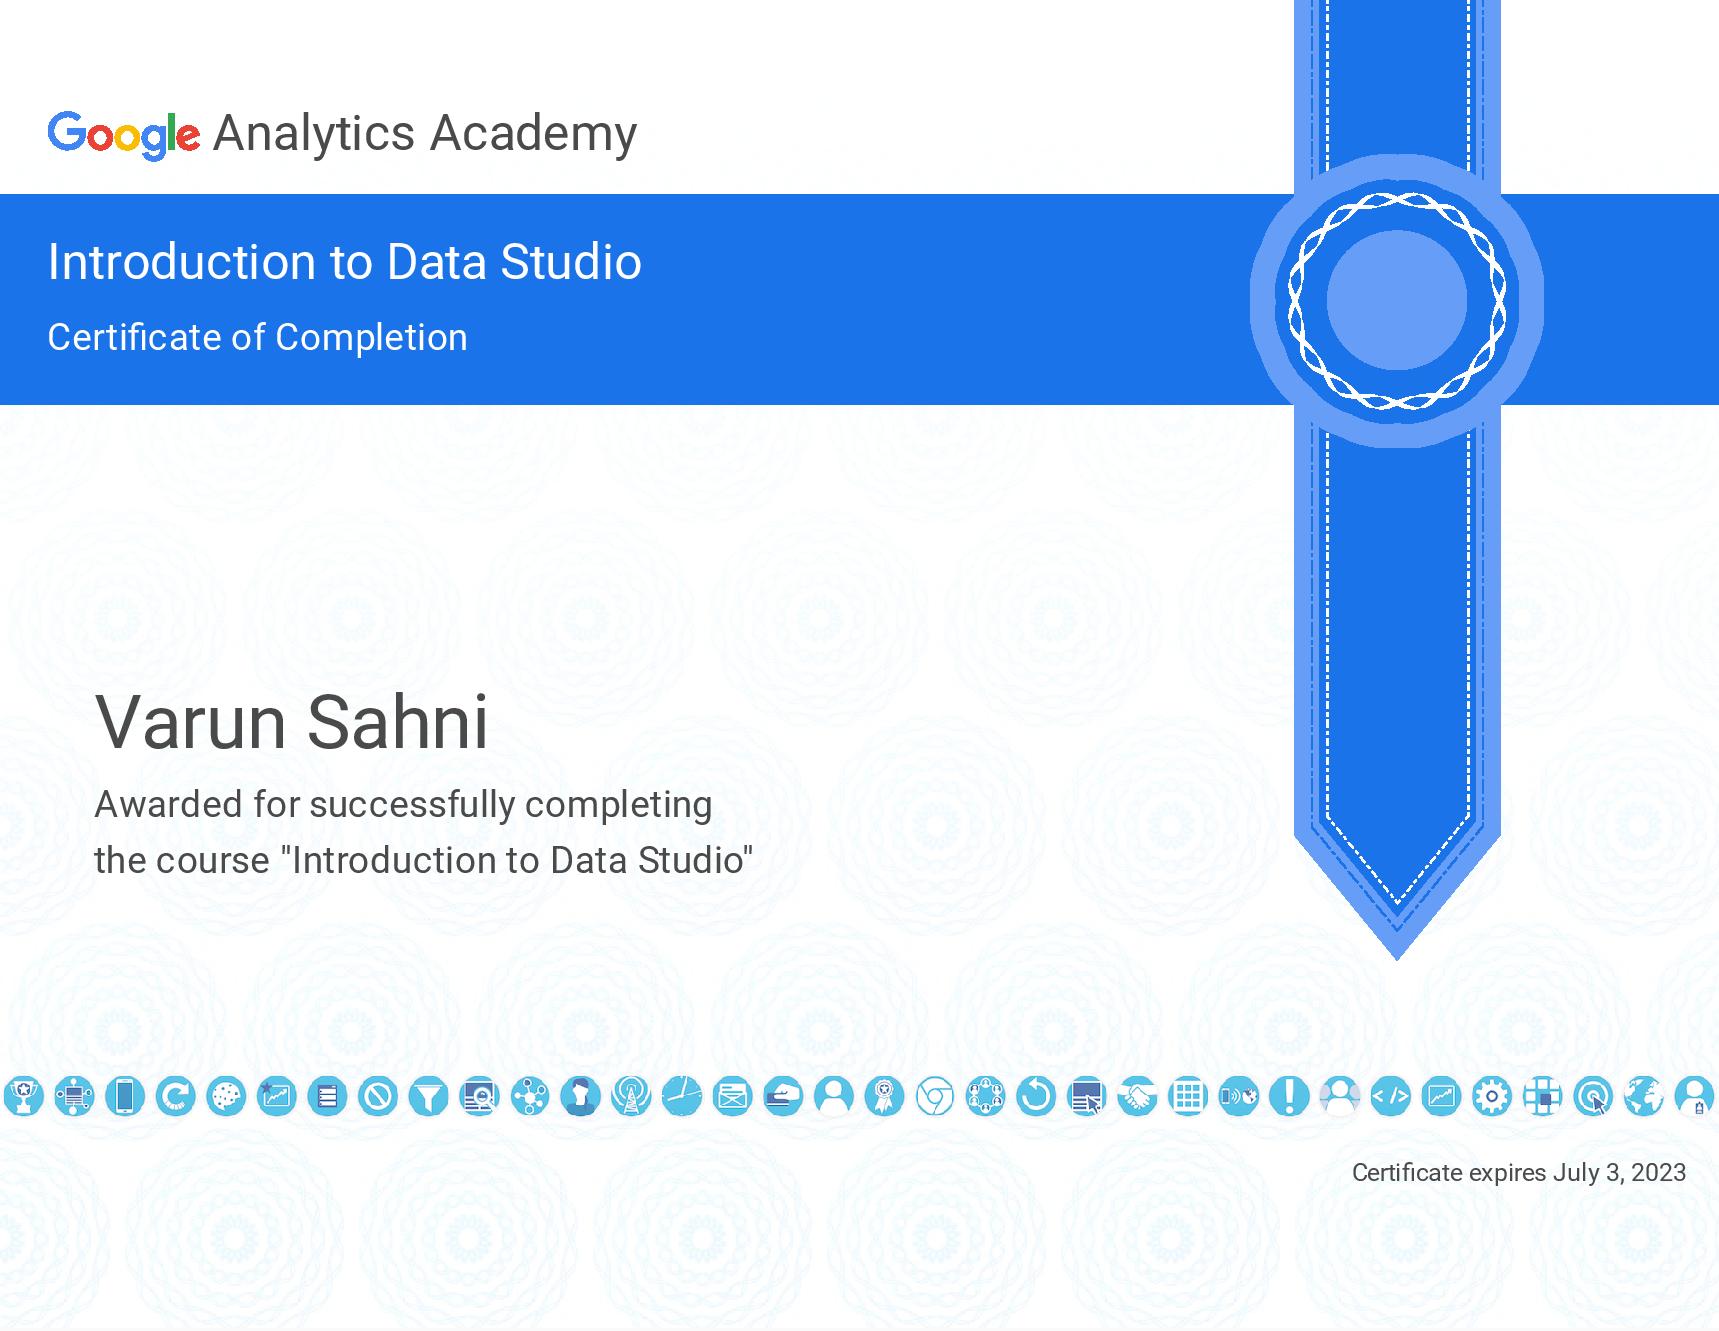 Google Analytics Academy
Introduction to Data Studio
Certificate of Completion
Varun Sahni
Awarded for successfully completing
the course "Introduction to Data Studio"
Certificate expires July 3, 2023